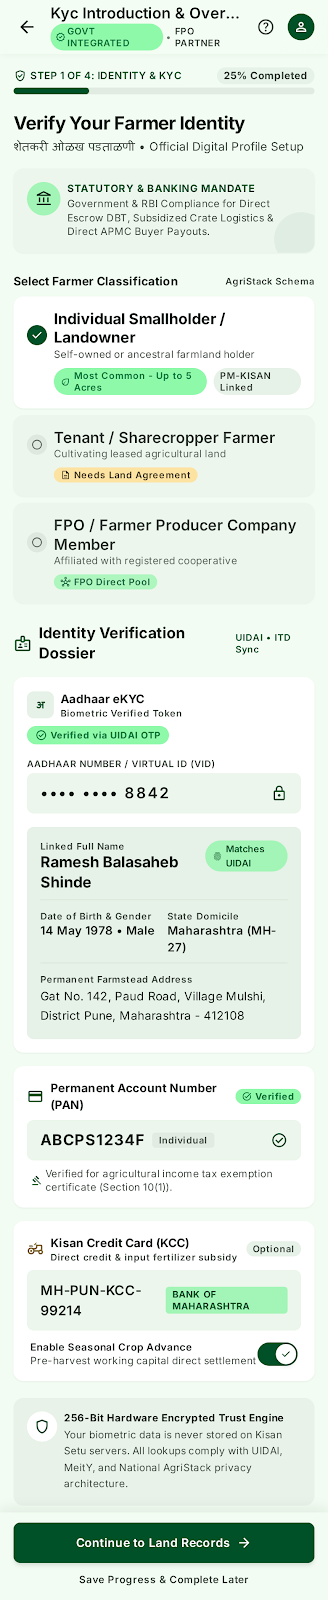 Kyc Introduction & Over...
GOVT
INTEGRATED
• FPO
PARTNER
STEP 1 OF 4: IDENTITY & KYC
25% Completed
Verify Your Farmer Identity
शेतकरी ओळख पडताळणी • Official Digital Profile Setup
STATUTORY & BANKING MANDATE
Government & RBI Compliance for Direct
Escrow DBT, Subsidized Crate Logistics &
Direct APMC Buyer Payouts.
Select Farmer Classification
AgriStack Schema
Individual Smallholder /
Landowner
Self-owned or ancestral farmland holder
Most Common - Up to 5
Acres
PM-KISAN
Linked
Tenant / Sharecropper Farmer
Cultivating leased agricultural land
Needs Land Agreement
FPO / Farmer Producer Company
Member
Affiliated with registered cooperative
FPO Direct Pool
Identity Verification
Dossier
UIDAI • ITD
Sync
अ
Aadhaar eKYC
Biometric Verified Token
Verified via UIDAI OTP
AADHAAR NUMBER / VIRTUAL ID (VID)
•••• •••• 8842
Linked Full Name
Ramesh Balasaheb
Shinde
Matches
UIDAI
Date of Birth & Gender
14 May 1978 • Male
State Domicile
Maharashtra (MH-
27)
Permanent Farmstead Address
Gat No. 142, Paud Road, Village Mulshi,
District Pune, Maharashtra - 412108
Permanent Account Number
(PAN)
Verified
ABCPS1234F
Individual
Verified for agricultural income tax exemption
certificate (Section 10(1)).
Kisan Credit Card (KCC)
Direct credit & input fertilizer subsidy
Optional
MH-PUN-KCC-
99214
BANK OF
MAHARASHTRA
Enable Seasonal Crop Advance
Pre-harvest working capital direct settlement
256-Bit Hardware Encrypted Trust Engine
Your biometric data is never stored on Kisan
Setu servers. All lookups comply with UIDAI,
MeitY, and National AgriStack privacy
architecture.
Continue to Land Records →
Save Progress & Complete Later